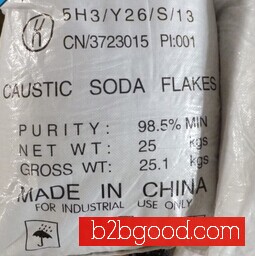 5H3/Y26/S/13
CN/3723015 PI:001
CAUSTIC SODA FLAKES
PURITY: 98.5% MIN
NET WT: 25 kgs
GROSS WT: 25.1 kgs
MADE IN CHINA
FOR INDUSTRIAL USE ONLY
b2bgood.com